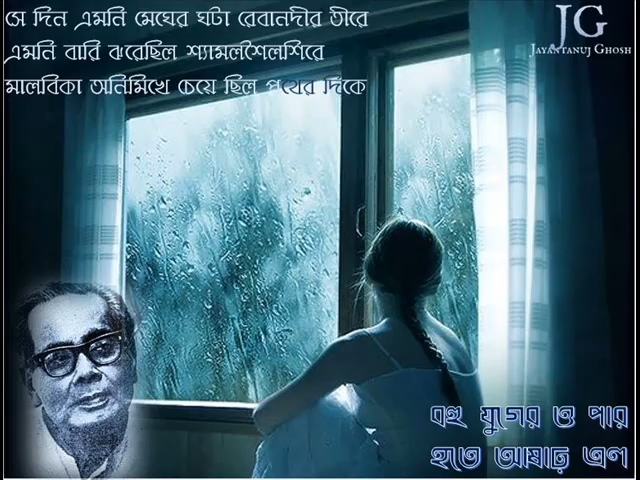 সে দিন এমনি মেঘের ঘটা রেবানদীর তীরে
এমনি বারি ঝরেছিল শ্যামলশৈলশিরে
মালবিকা অনিমিখে চেয়ে ছিল পথের দিকে
JG
JAYANTANUJ GHOSH
বহু যুগের ও পার
হতে আষাঢ় এল